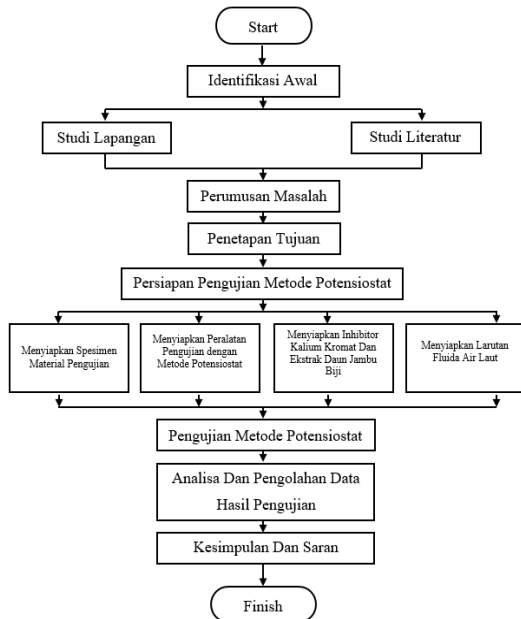 Start
Identifikasi Awal
Studi Lapangan
Studi Literatur
Perumusan Masalah
Penetapan Tujuan
Persiapan Pengujian Metode Potensiostat
Menyiapkan Spesimen
Material Pengujian
Menyiapkan Peralatan
Pengujian dengan
Metode Potensiostat
Menyiapkan Inhibitor
Kalium Kromat Dan
Ekstrak Daun Jambu
Biji
Menyiapkan Larutan
Fluida Air Laut
Pengujian Metode Potensiostat
Analisa Dan Pengolahan Data
Hasil Pengujian
Kesimpulan Dan Saran
Finish